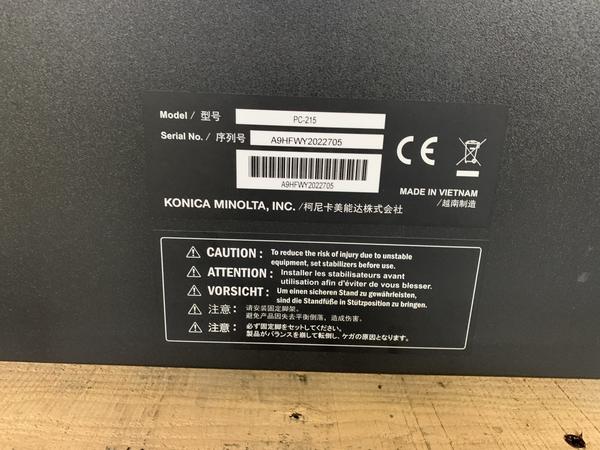 Model / 型号 PC-215
Serial No. / 序列号 A9HFWY2022705
A9HFWY2022705
CE
MADE IN VIETNAM
/越南制造
KONICA MINOLTA, INC. /柯尼卡美能达株式会社
CAUTION : To reduce the risk of injury due to unstable
equipment, set stabilizers before use.
ATTENTION : Installer les stabilisateurs avant
utilisation afin d'éviter de vous blesser.
VORSICHT : Um einen sicheren Stand zu gewährleisten,
sind die Standfüße in Stützposition zu bringen.
注意: 请安装固定脚架。
避免产品因失去平衡倒落，造成伤害。
注意: 必ず固定脚をセットしてください。
製品がバランスを崩して転倒し、ケガの原因となります。